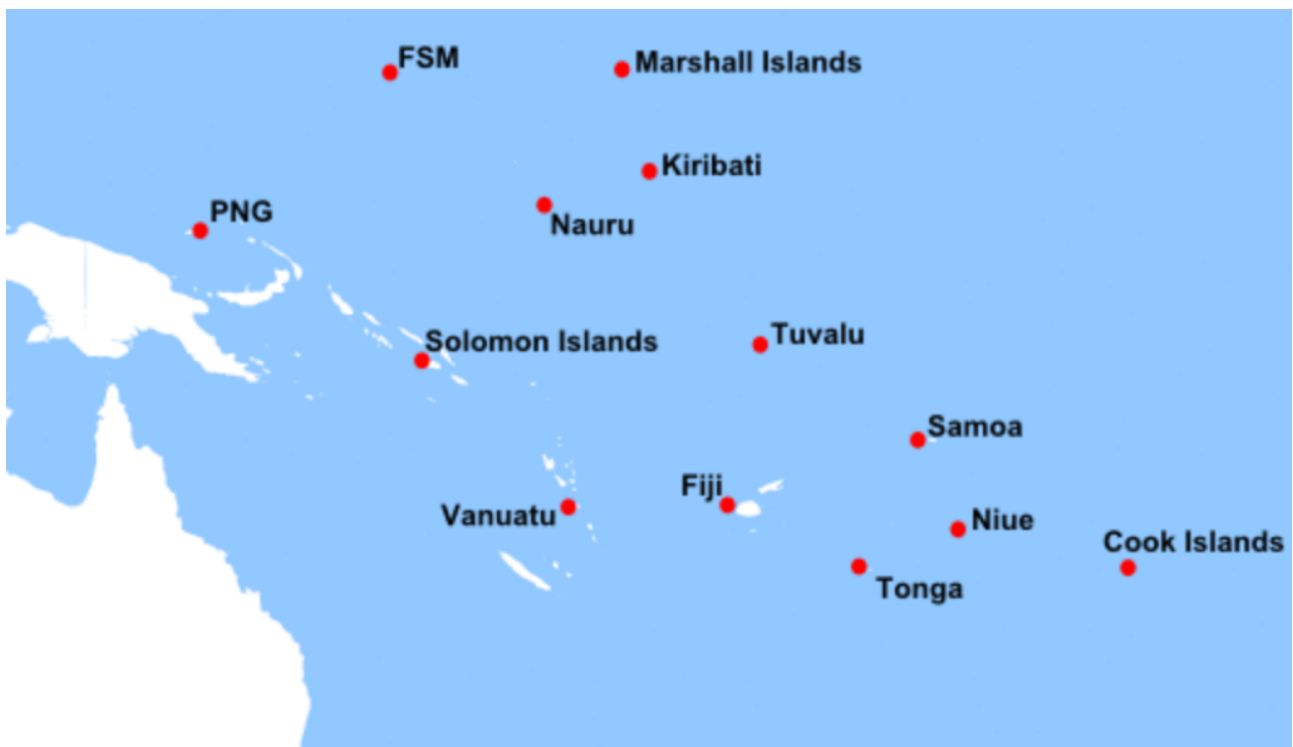 FSM
Marshall Islands
Kiribati
PNG
Nauru
Solomon Islands
Tuvalu
Samoa
Fiji
Vanuatu
Niue
Cook Islands
Tonga